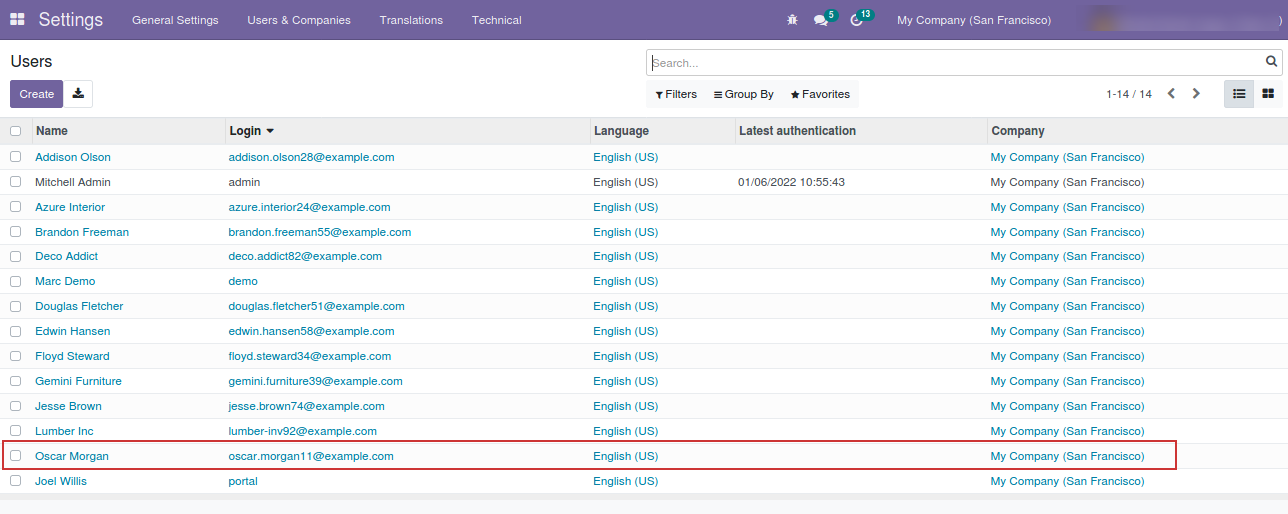 Settings General Settings Users & Companies Translations Technical 5 13 My Company (San Francisco) )
Users Search...
Create Filters Group By Favorites 1-14 / 14
Name Login Language Latest authentication Company
Addison Olson addison.olson28@example.com English (US) My Company (San Francisco)
Mitchell Admin admin English (US) 01/06/2022 10:55:43 My Company (San Francisco)
Azure Interior azure.interior24@example.com English (US) My Company (San Francisco)
Brandon Freeman brandon.freeman55@example.com English (US) My Company (San Francisco)
Deco Addict deco.addict82@example.com English (US) My Company (San Francisco)
Marc Demo demo English (US) My Company (San Francisco)
Douglas Fletcher douglas.fletcher51@example.com English (US) My Company (San Francisco)
Edwin Hansen edwin.hansen58@example.com English (US) My Company (San Francisco)
Floyd Steward floyd.steward34@example.com English (US) My Company (San Francisco)
Gemini Furniture gemini.furniture39@example.com English (US) My Company (San Francisco)
Jesse Brown jesse.brown74@example.com English (US) My Company (San Francisco)
Lumber Inc lumber-inv92@example.com English (US) My Company (San Francisco)
Oscar Morgan oscar.morgan11@example.com English (US) My Company (San Francisco)
Joel Willis portal English (US) My Company (San Francisco)